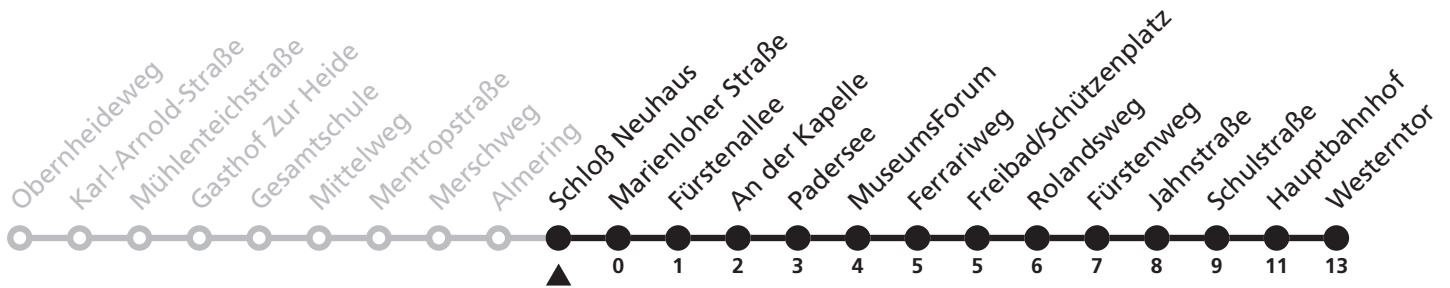 Obernheideweg
Karl-Arnold-Straße
Mühlenteichstraße
Gasthof Zur Heide
Gesamtschule
Mittelweg
Mentropstraße
Merschweg
Almering
Schloß Neuhaus
Marienloher Straße
Fürstenallee
An der Kapelle
Padersee
MuseumsForum
Ferrariweg
Freibad/Schützenplatz
Rolandsweg
Fürstenweg
Jahnstraße
Schulstraße
Hauptbahnhof
Westerntor
0 1 2 3 4 5 5 6 7 8 9 11 13